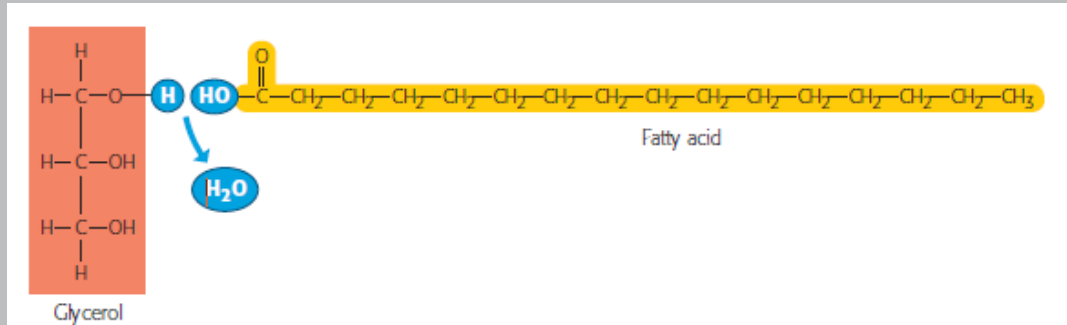 H
O
H—C—O—H HO—C—CH₂—CH₂—CH₂—CH₂—CH₂—CH₂—CH₂—CH₂—CH₂—CH₂—CH₂—CH₂—CH₂—CH₂—CH₃
Fatty acid
H—C—OH
H₂O
H—C—OH
H
Glycerol